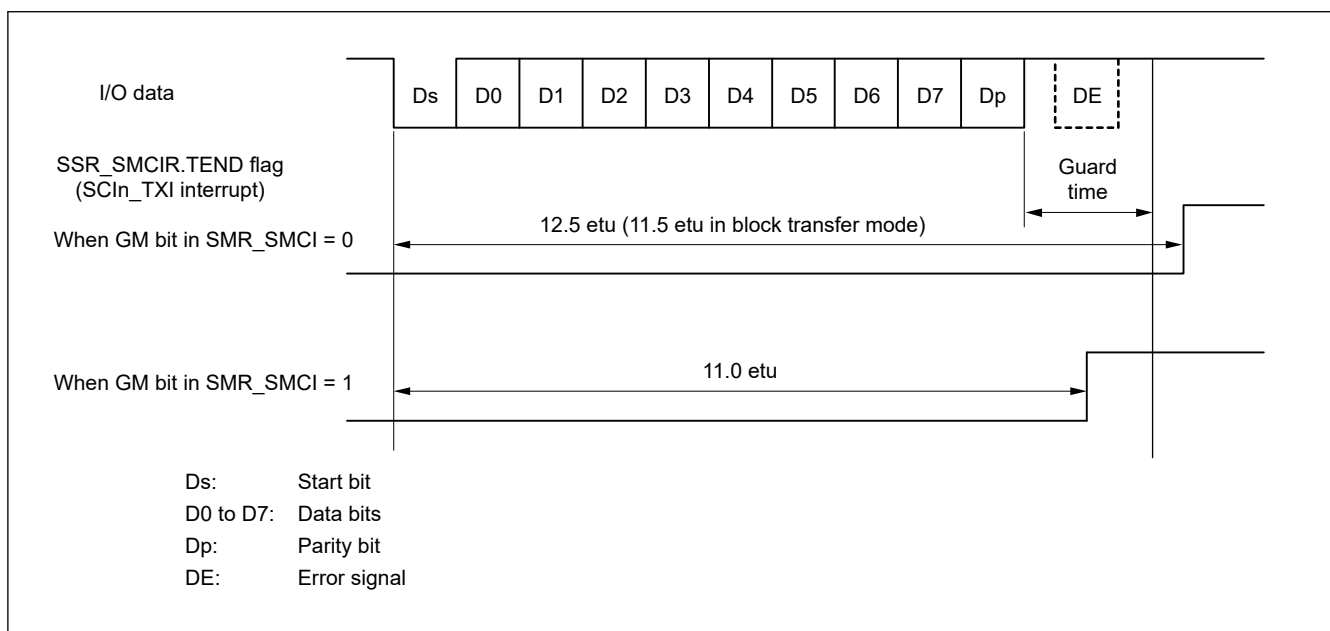 I/O data
Ds D0 D1 D2 D3 D4 D5 D6 D7 Dp DE
SSR_SMCIR.TEND flag
(SCIn_TXI interrupt)
Guard
time
12.5 etu (11.5 etu in block transfer mode)
When GM bit in SMR_SMCI = 0
11.0 etu
When GM bit in SMR_SMCI = 1
Ds: Start bit
D0 to D7: Data bits
Dp: Parity bit
DE: Error signal